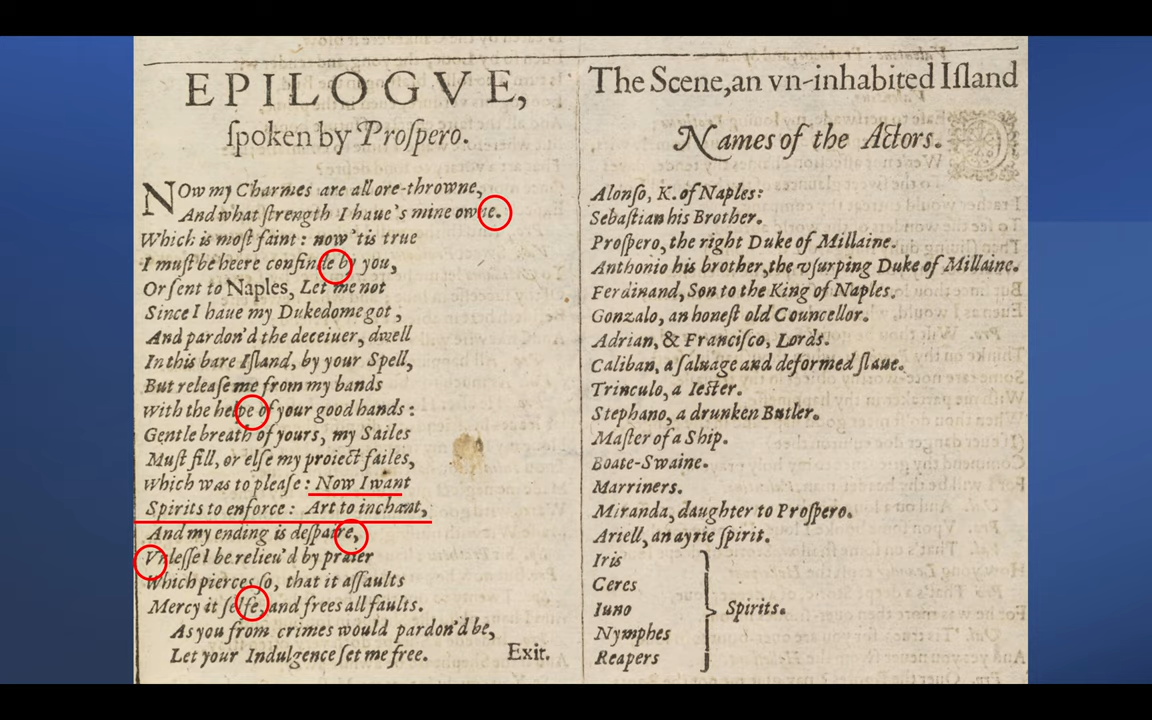 EPILOGVE,
ſpoken by Proſpero.
NOw my Charmes are all ore-throwne,
And what ſtrength I haue's mine owne.
Which is moſt faint : now 'tis true
I muſt be heere confinde by you,
Or ſent to Naples, Let me not
Since I haue my Dukedome got,
And pardon'd the deceiuer, dwell
In this bare Iſland, by your Spell,
But releaſe me from my bands
With the helpe of your good hands :
Gentle breath of yours, my Sailes
Muſt fill, or elſe my proiect failes,
Which was to pleaſe : Now I want
Spirits to enforce : Art to inchant,
And my ending is deſpaire,
Vnleſſe I be relieu'd by praier
Which pierces ſo, that it aſſaults
Mercy it ſelfe, and frees all faults.
As you from crimes would pardon'd be,
Let your Indulgence ſet me free. Exit.
The Scene, an vn-inhabited Iſland
Names of the Actors.
Alonſo, K. of Naples:
Sebaſtian his Brother.
Proſpero, the right Duke of Millaine.
Anthonio his brother, the vſurping Duke of Millaine.
Ferdinand, Son to the King of Naples.
Gonzalo, an honeſt old Councellor.
Adrian, & Franciſco, Lords.
Caliban, a ſaluage and deformed ſlaue.
Trinculo, a Ieſter.
Stephano, a drunken Butler.
Maſter of a Ship.
Boate-Swaine.
Marriners.
Miranda, daughter to Proſpero.
Ariell, an ayrie ſpirit.
Iris
Ceres
Iuno
Nymphes
Reapers
Spirits.